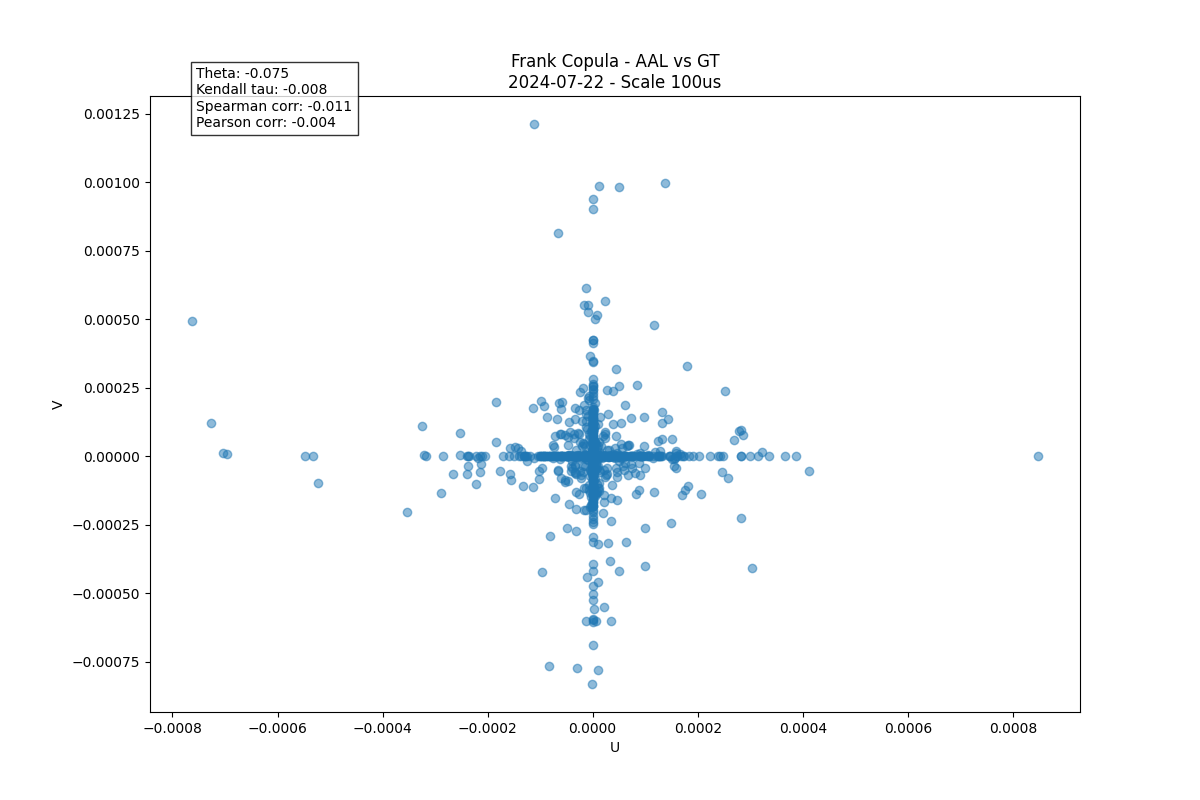 Frank Copula - AAL vs GT
2024-07-22 - Scale 100us
Theta: -0.075
Kendall tau: -0.008
Spearman corr: -0.011
Pearson corr: -0.004
0.00125
0.00100
0.00075
0.00050
0.00025
0.00000
−0.00025
−0.00050
−0.00075
V
−0.0008 −0.0006 −0.0004 −0.0002 0.0000 0.0002 0.0004 0.0006 0.0008
U